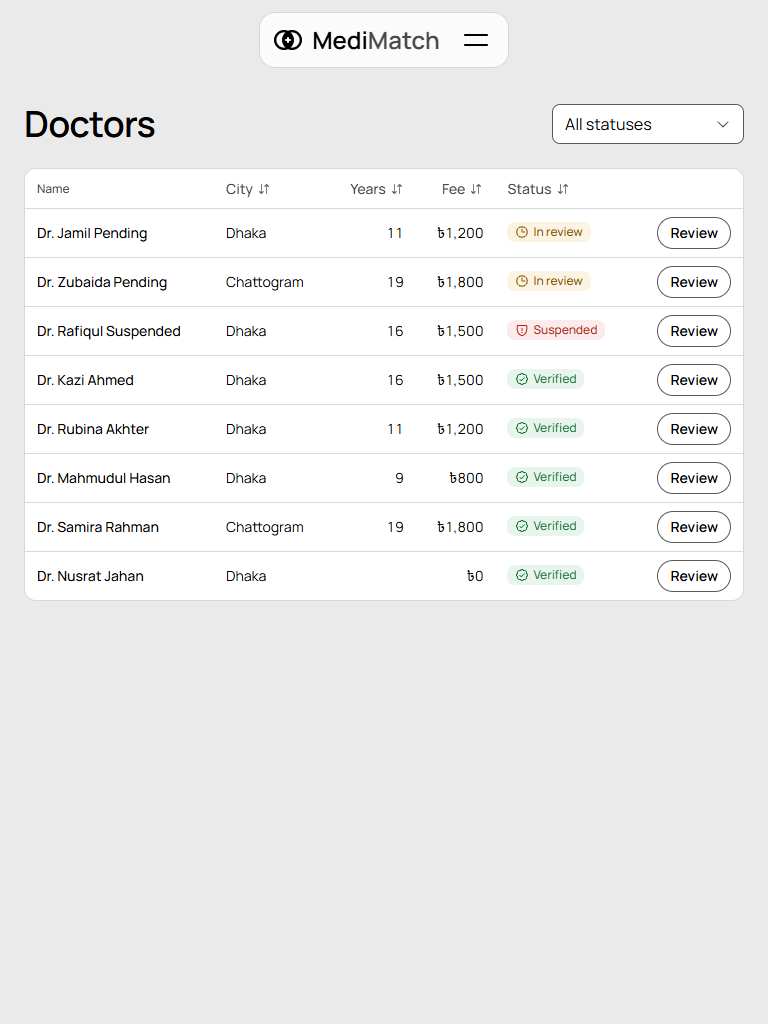 MediMatch
Doctors
All statuses
Name City Years Fee Status
Dr. Jamil Pending Dhaka 11 ৳1,200 In review Review
Dr. Zubaida Pending Chattogram 19 ৳1,800 In review Review
Dr. Rafiqul Suspended Dhaka 16 ৳1,500 Suspended Review
Dr. Kazi Ahmed Dhaka 16 ৳1,500 Verified Review
Dr. Rubina Akhter Dhaka 11 ৳1,200 Verified Review
Dr. Mahmudul Hasan Dhaka 9 ৳800 Verified Review
Dr. Samira Rahman Chattogram 19 ৳1,800 Verified Review
Dr. Nusrat Jahan Dhaka ৳0 Verified Review